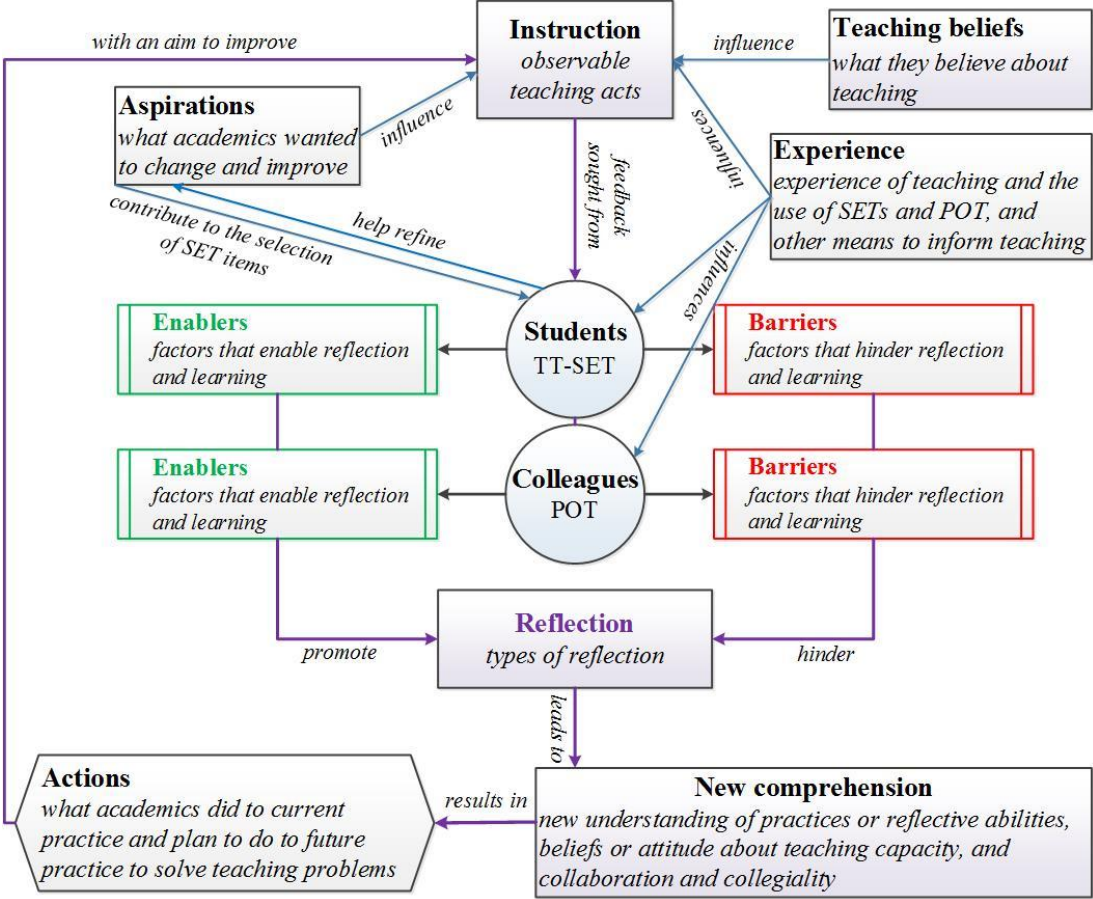 Instruction
observable
teaching acts
Teaching beliefs
what they believe about
teaching
with an aim to improve
influence
Aspirations
what academics wanted
to change and improve
influence
influences
Experience
experience of teaching and the
use of SETs and POT, and
other means to inform teaching
feedback
sought from
contribute to the selection
of SET items
help refine
influences
Students
TT-SET
Enablers
factors that enable reflection
and learning
Barriers
factors that hinder reflection
and learning
Colleagues
POT
Enablers
factors that enable reflection
and learning
Barriers
factors that hinder reflection
and learning
Reflection
types of reflection
promote
hinder
leads to
Actions
what academics did to current
practice and plan to do to future
practice to solve teaching problems
results in
New comprehension
new understanding of practices or reflective abilities,
beliefs or attitude about teaching capacity, and
collaboration and collegiality